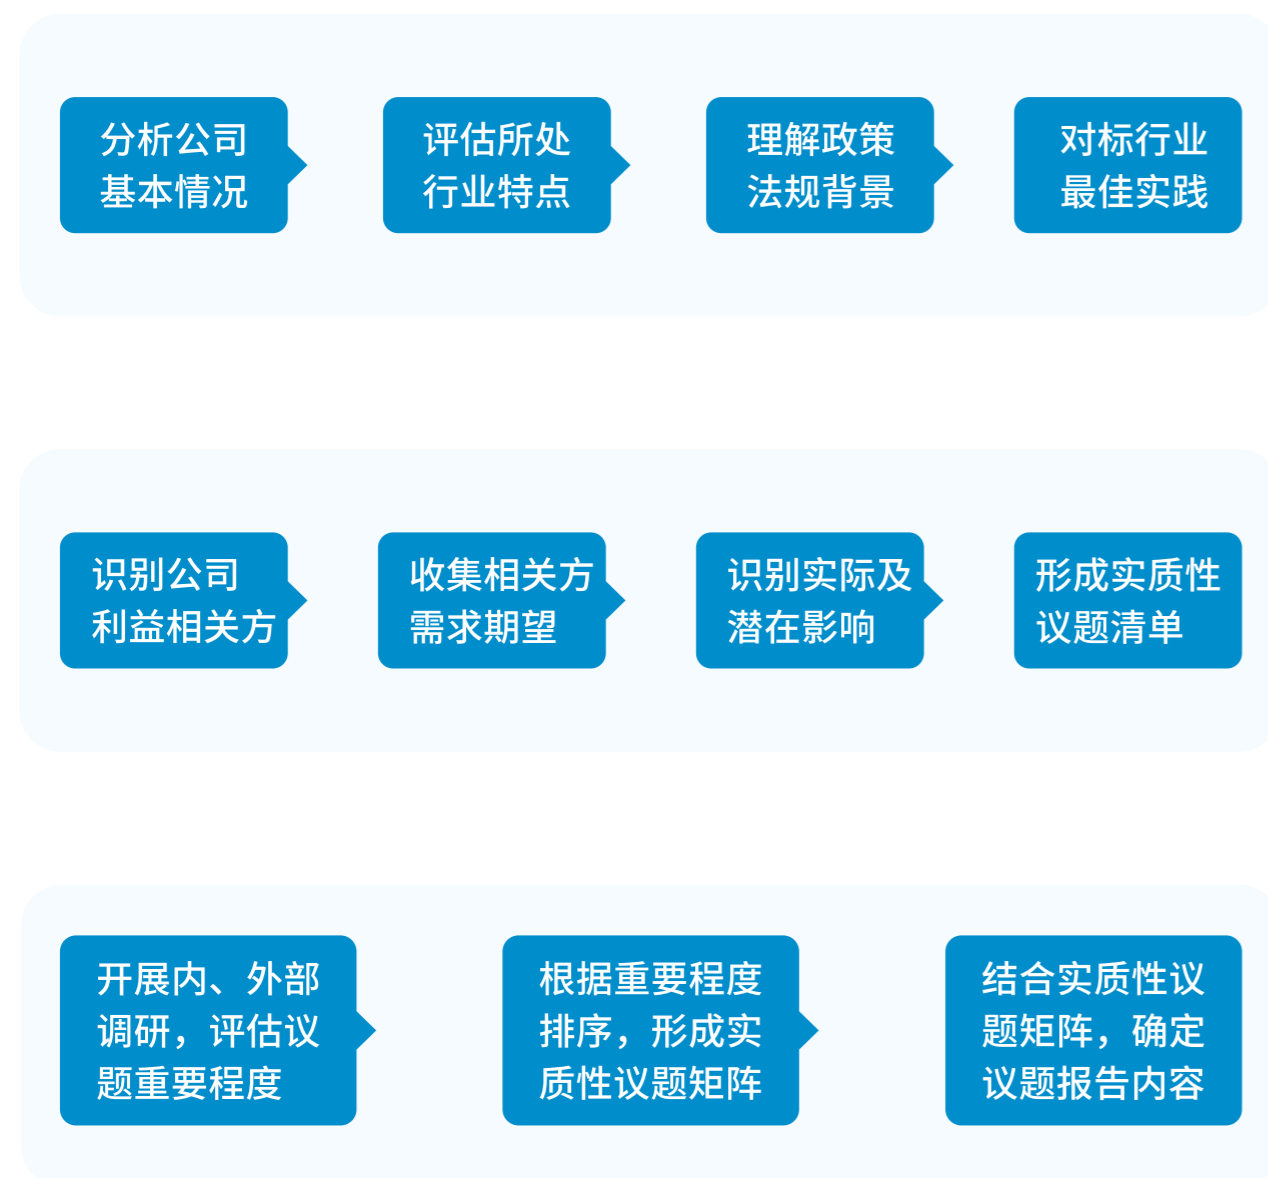 分析公司
基本情况
评估所处
行业特点
理解政策
法规背景
对标行业
最佳实践
识别公司
利益相关方
收集相关方
需求期望
识别实际及
潜在影响
形成实质性
议题清单
开展内、外部
调研，评估议
题重要程度
根据重要程度
排序，形成实
质性议题矩阵
结合实质性议
题矩阵，确定
议题报告内容